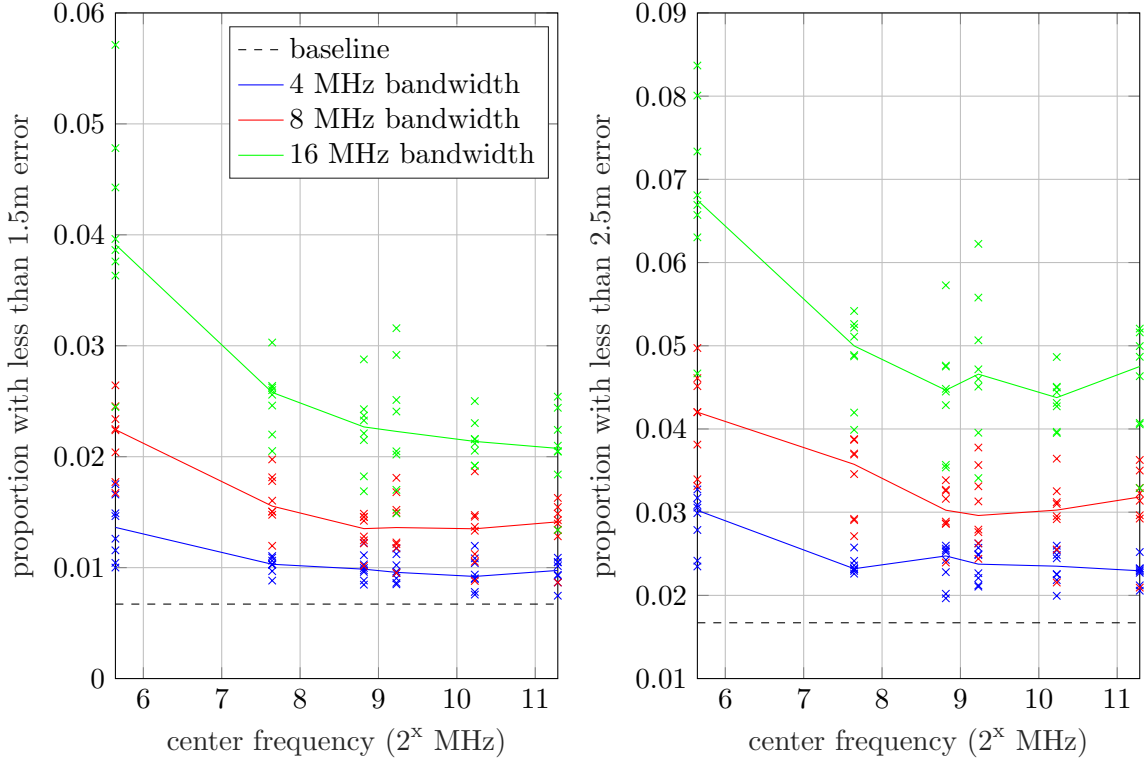 proportion with less than 1.5m error
0.06
0.05
0.04
0.03
0.02
0.01
0
baseline
4 MHz bandwidth
8 MHz bandwidth
16 MHz bandwidth
6 7 8 9 10 11
center frequency (2ˣ MHz)
proportion with less than 2.5m error
0.09
0.08
0.07
0.06
0.05
0.04
0.03
0.02
0.01
6 7 8 9 10 11
center frequency (2ˣ MHz)